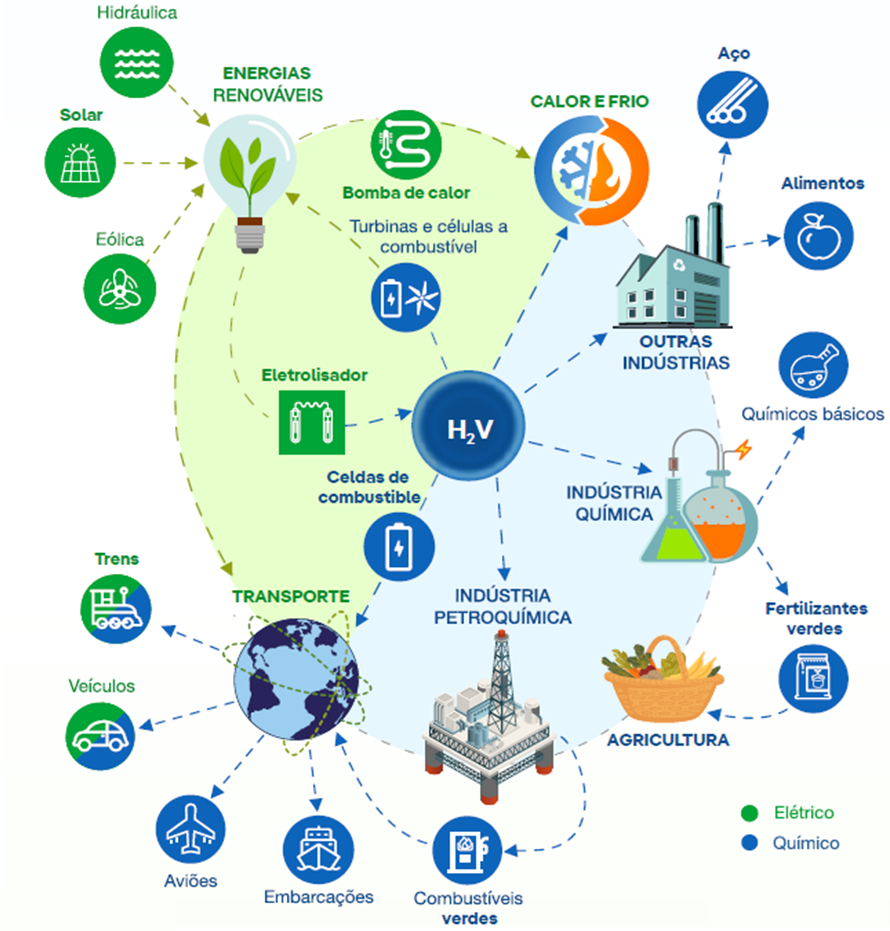 Hidráulica
ENERGIAS
RENOVÁVEIS
Solar
Eólica
Bomba de calor
CALOR E FRIO
Aço
Alimentos
Turbinas e células a
combustível
OUTRAS
INDÚSTRIAS
Eletrolisador
H₂V
Químicos básicos
Celdas de
combustible
INDÚSTRIA
QUÍMICA
Trens
TRANSPORTE
INDÚSTRIA
PETROQUÍMICA
Fertilizantes
verdes
Veículos
AGRICULTURA
Aviões
Embarcações
Combustíveis
verdes
Elétrico
Químico